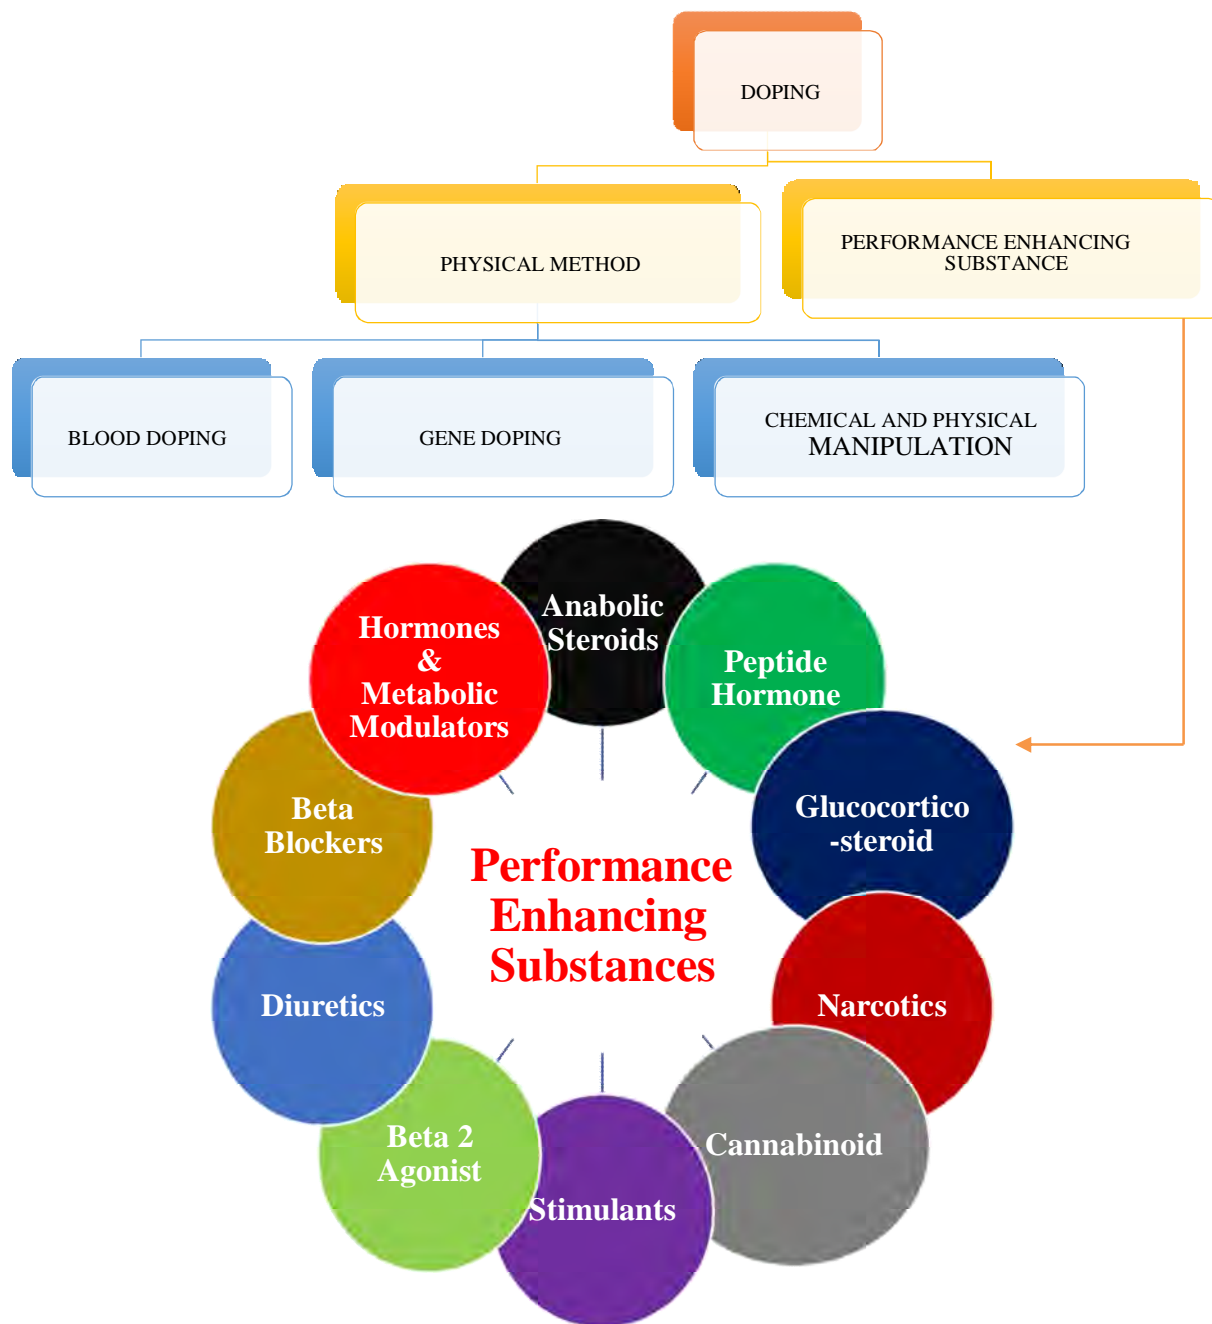 DOPING
PHYSICAL METHOD
PERFORMANCE ENHANCING
SUBSTANCE
BLOOD DOPING
GENE DOPING
CHEMICAL AND PHYSICAL
MANIPULATION
Anabolic
Steroids
Peptide
Hormone
Glucocortico
-steroid
Narcotics
Cannabinoid
Stimulants
Beta 2
Agonist
Diuretics
Beta
Blockers
Hormones
&
Metabolic
Modulators
Performance
Enhancing
Substances